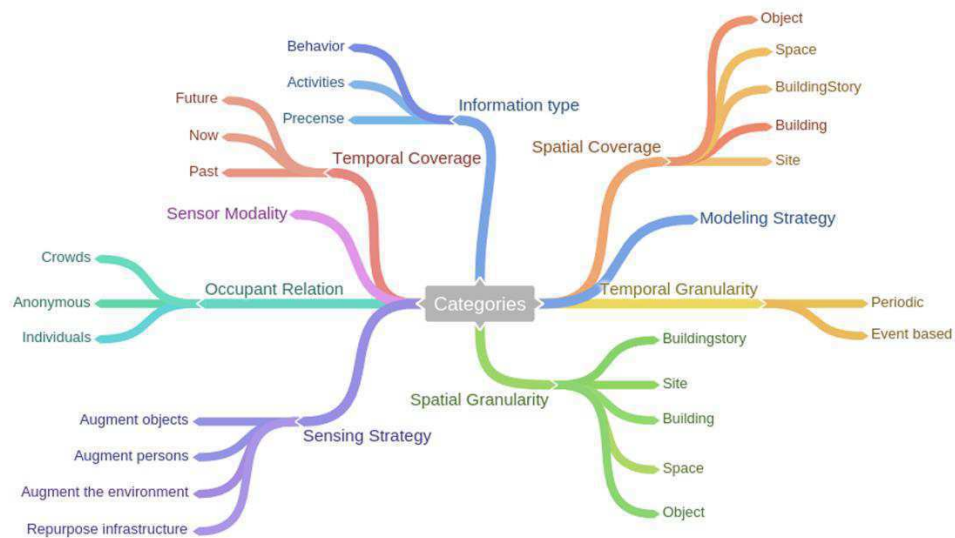 Categories
Information type
Behavior
Activities
Precense
Temporal Coverage
Future
Now
Past
Sensor Modality
Occupant Relation
Crowds
Anonymous
Individuals
Sensing Strategy
Augment objects
Augment persons
Augment the environment
Repurpose infrastructure
Spatial Coverage
Object
Space
BuildingStory
Building
Site
Modeling Strategy
Temporal Granularity
Periodic
Event based
Spatial Granularity
Buildingstory
Site
Building
Space
Object